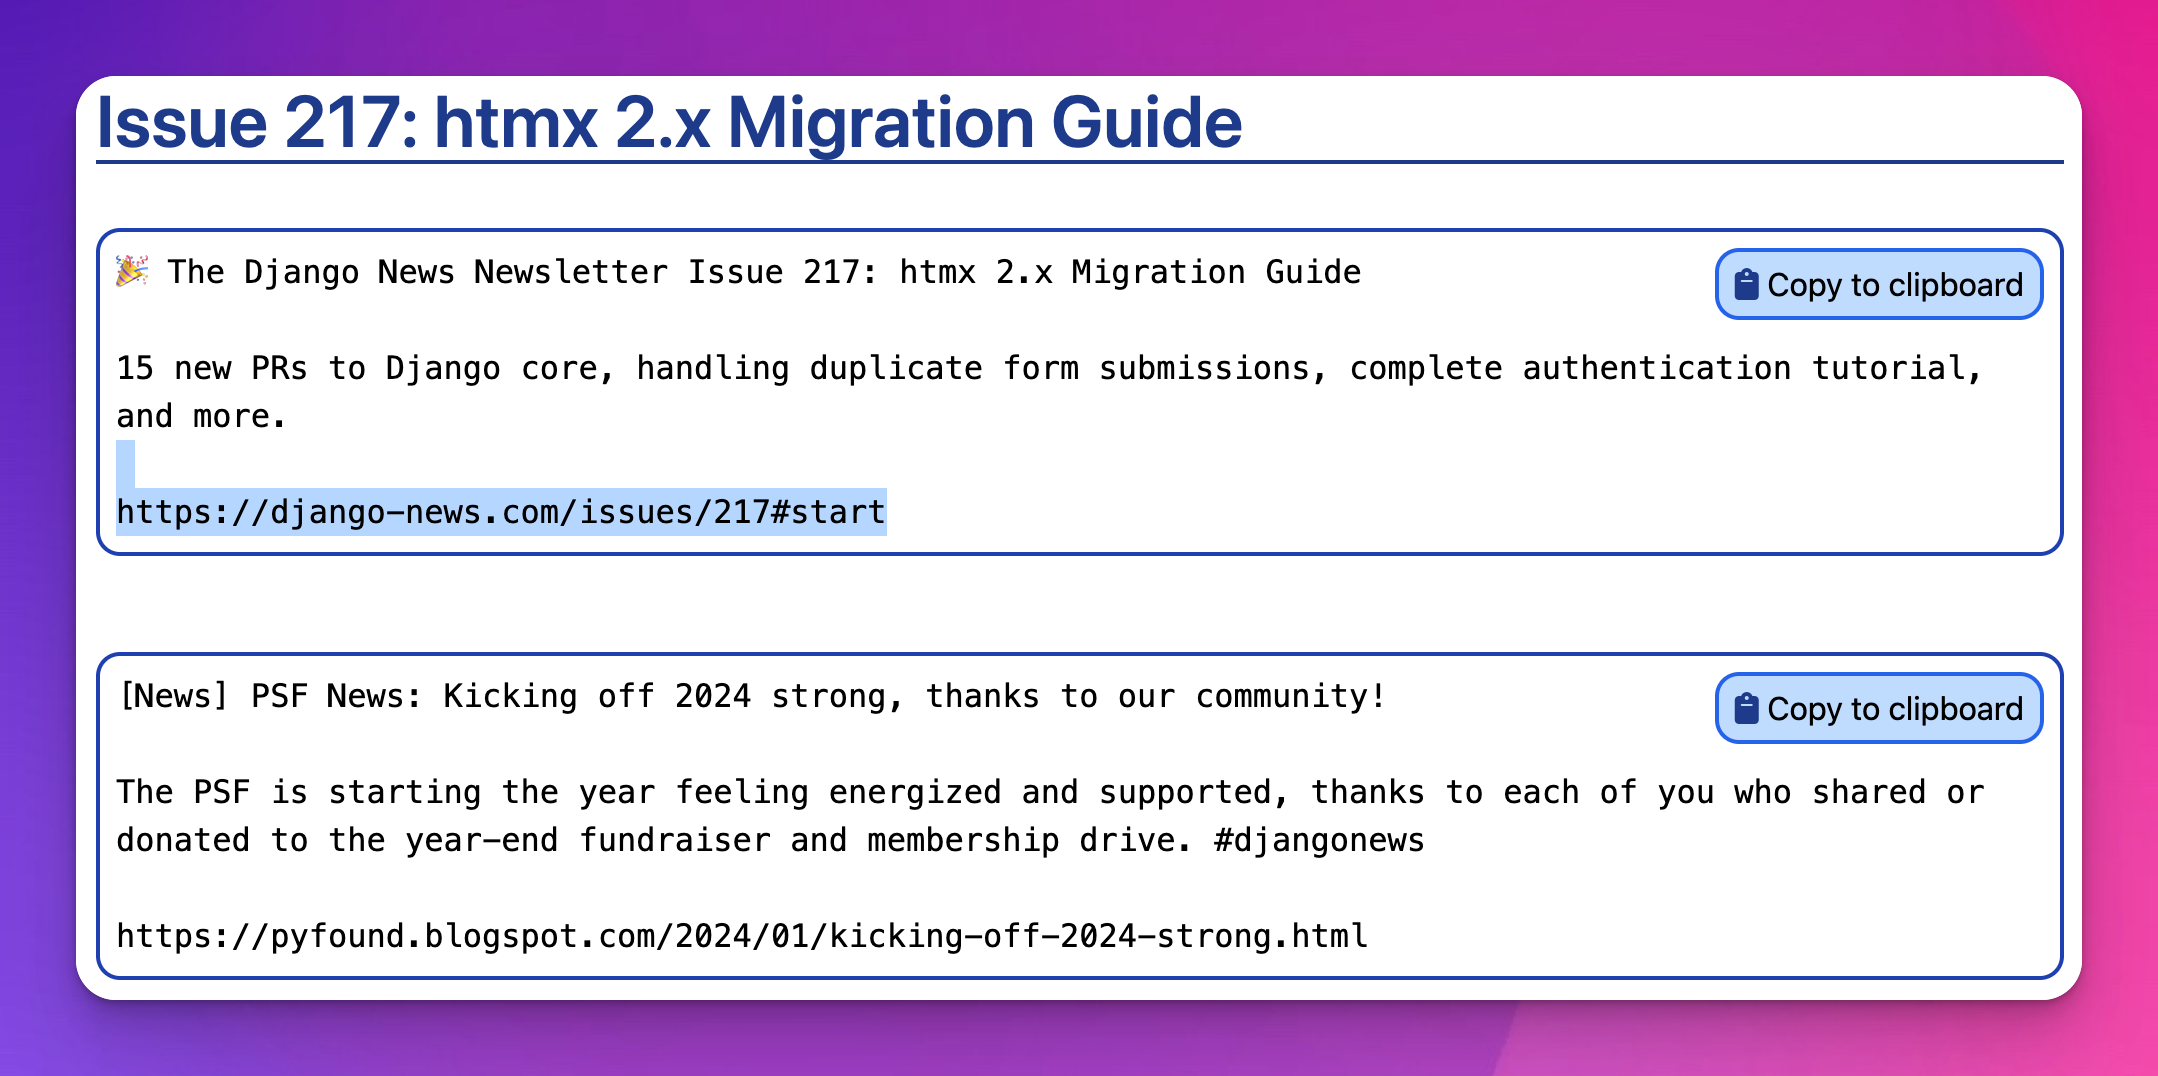 Issue 217: htmx 2.x Migration Guide
🎉 The Django News Newsletter Issue 217: htmx 2.x Migration Guide
Copy to clipboard
15 new PRs to Django core, handling duplicate form submissions, complete authentication tutorial,
and more.
https://django-news.com/issues/217#start
[News] PSF News: Kicking off 2024 strong, thanks to our community!
Copy to clipboard
The PSF is starting the year feeling energized and supported, thanks to each of you who shared or
donated to the year-end fundraiser and membership drive. #djangonews
https://pyfound.blogspot.com/2024/01/kicking-off-2024-strong.html